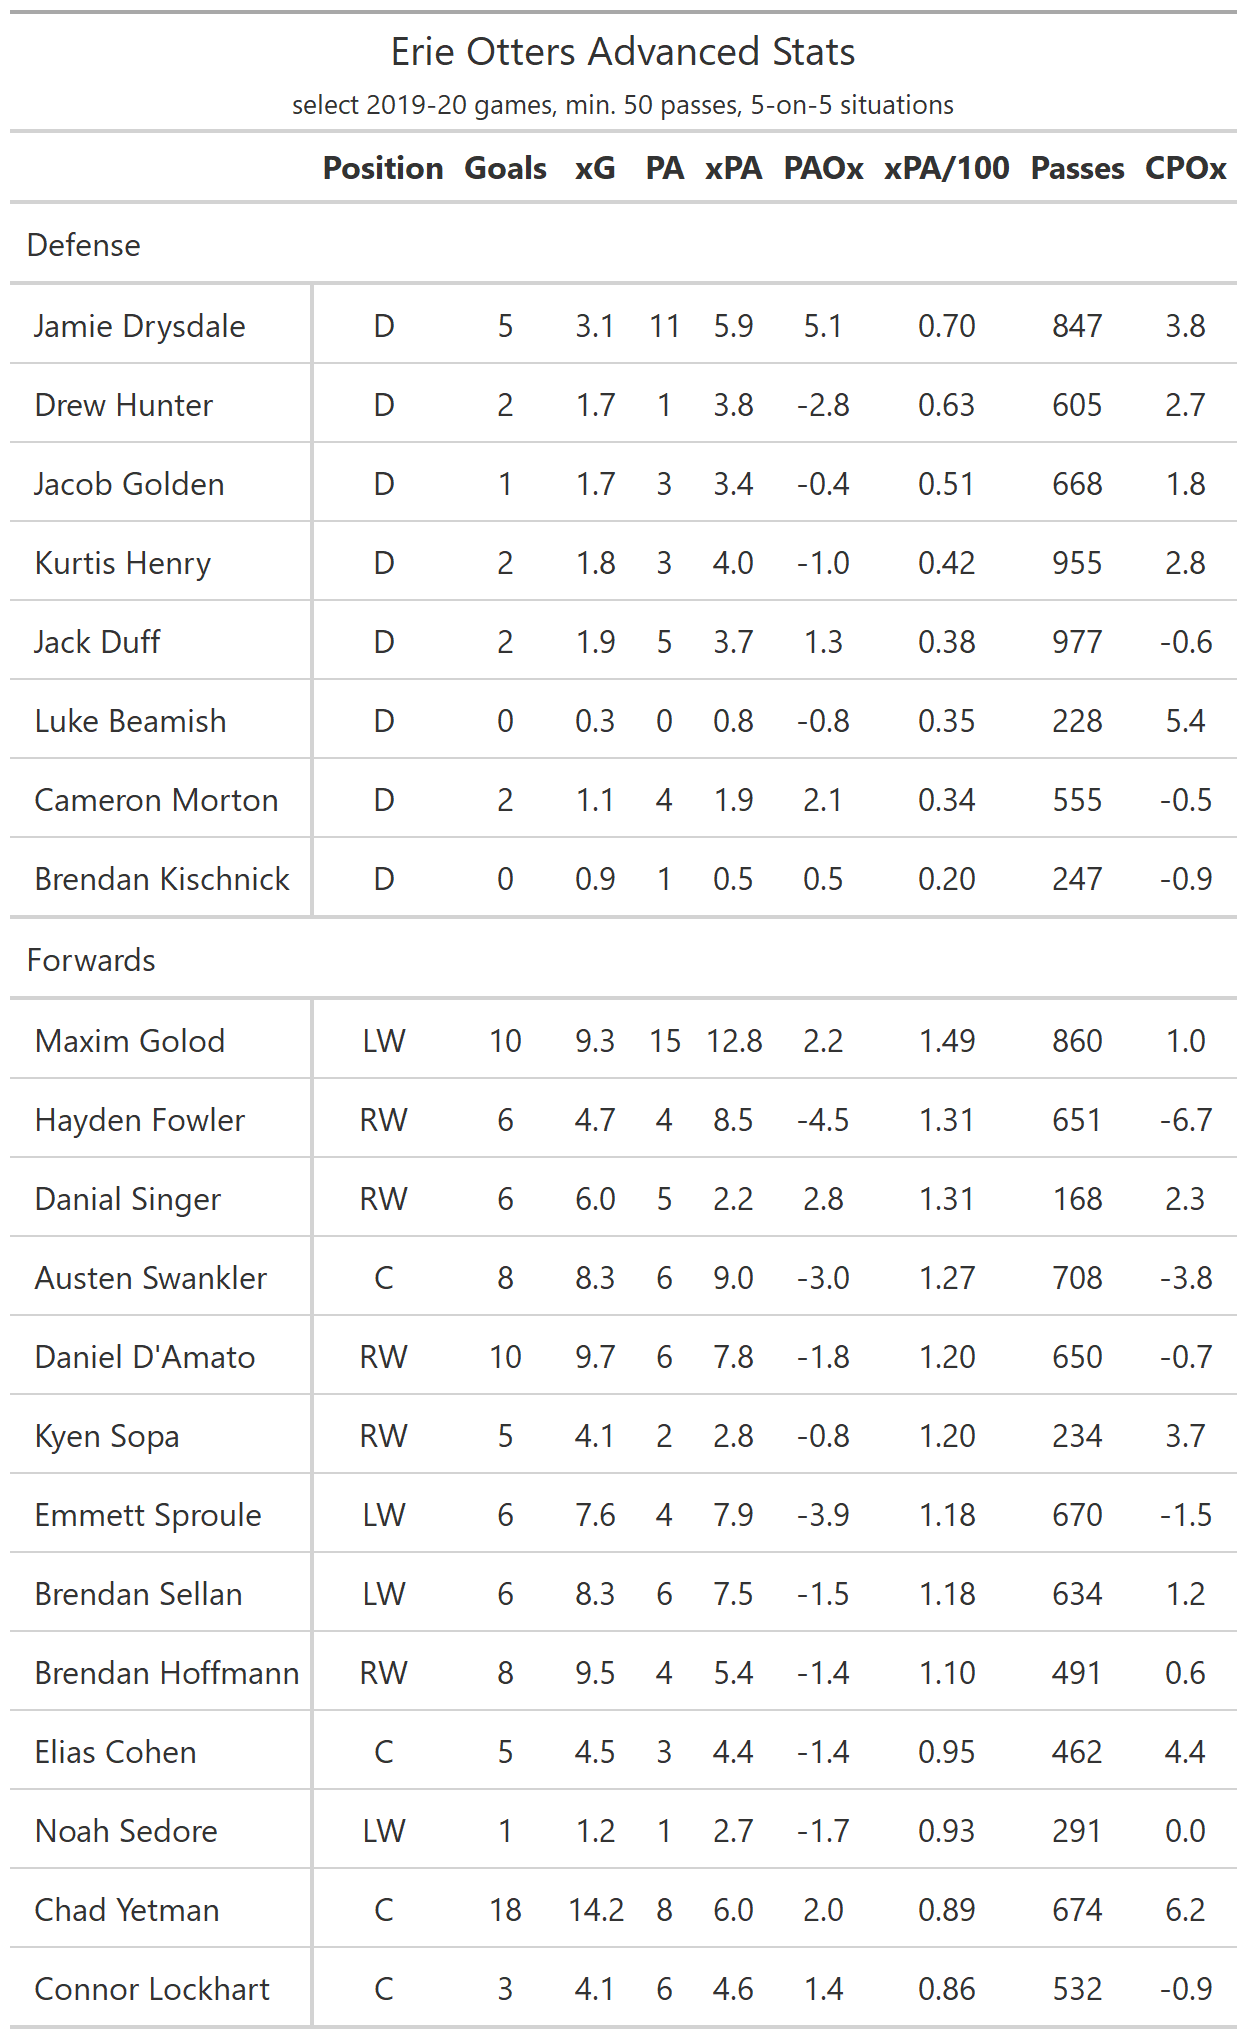 Erie Otters Advanced Stats
select 2019-20 games, min. 50 passes, 5-on-5 situations
Position Goals xG PA xPA PAOx xPA/100 Passes CPOx
Defense
Jamie Drysdale D 5 3.1 11 5.9 5.1 0.70 847 3.8
Drew Hunter D 2 1.7 1 3.8 -2.8 0.63 605 2.7
Jacob Golden D 1 1.7 3 3.4 -0.4 0.51 668 1.8
Kurtis Henry D 2 1.8 3 4.0 -1.0 0.42 955 2.8
Jack Duff D 2 1.9 5 3.7 1.3 0.38 977 -0.6
Luke Beamish D 0 0.3 0 0.8 -0.8 0.35 228 5.4
Cameron Morton D 2 1.1 4 1.9 2.1 0.34 555 -0.5
Brendan Kischnick D 0 0.9 1 0.5 0.5 0.20 247 -0.9
Forwards
Maxim Golod LW 10 9.3 15 12.8 2.2 1.49 860 1.0
Hayden Fowler RW 6 4.7 4 8.5 -4.5 1.31 651 -6.7
Danial Singer RW 6 6.0 5 2.2 2.8 1.31 168 2.3
Austen Swankler C 8 8.3 6 9.0 -3.0 1.27 708 -3.8
Daniel D'Amato RW 10 9.7 6 7.8 -1.8 1.20 650 -0.7
Kyen Sopa RW 5 4.1 2 2.8 -0.8 1.20 234 3.7
Emmett Sproule LW 6 7.6 4 7.9 -3.9 1.18 670 -1.5
Brendan Sellan LW 6 8.3 6 7.5 -1.5 1.18 634 1.2
Brendan Hoffmann RW 8 9.5 4 5.4 -1.4 1.10 491 0.6
Elias Cohen C 5 4.5 3 4.4 -1.4 0.95 462 4.4
Noah Sedore LW 1 1.2 1 2.7 -1.7 0.93 291 0.0
Chad Yetman C 18 14.2 8 6.0 2.0 0.89 674 6.2
Connor Lockhart C 3 4.1 6 4.6 1.4 0.86 532 -0.9